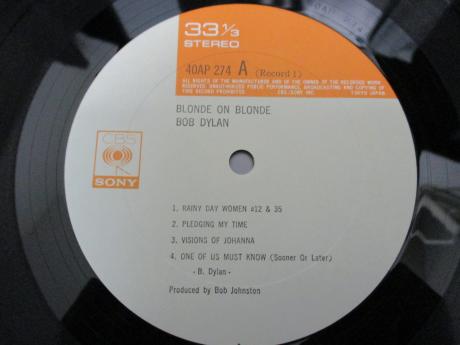 33 1/3
STEREO
40AP 274 A (Record 1)
ALL RIGHTS OF THE MANUFACTURER AND OF THE OWNER OF THE RECORDED WORK
RESERVED. UNAUTHORIZED PUBLIC PERFORMANCE, BROADCASTING AND COPYING OF
THIS RECORD PROHIBITED CBS/SONY INC. TOKYO JAPAN
BLONDE ON BLONDE
BOB DYLAN
CBS
SONY
1. RAINY DAY WOMEN #12 & 35
2. PLEDGING MY TIME
3. VISIONS OF JOHANNA
4. ONE OF US MUST KNOW (Sooner Or Later)
- B. Dylan -
Produced by Bob Johnston